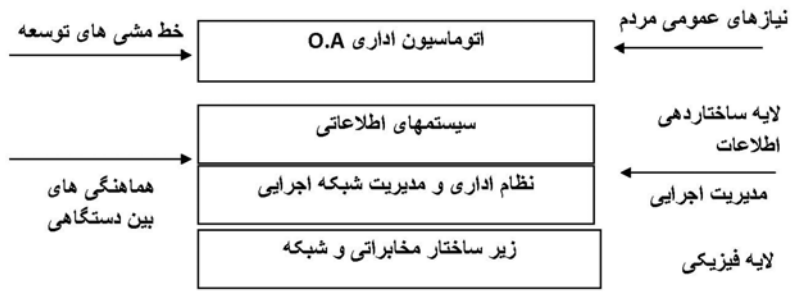 نیازهای عمومی مردم
اتوماسیون اداری O.A
خط مشی های توسعه
لایه ساختاردهی
اطلاعات
سیستمهای اطلاعاتی
مدیریت اجرایی
نظام اداری و مدیریت شبکه اجرایی
هماهنگی های
بین دستگاهی
لایه فیزیکی
زیر ساختار مخابراتی و شبکه